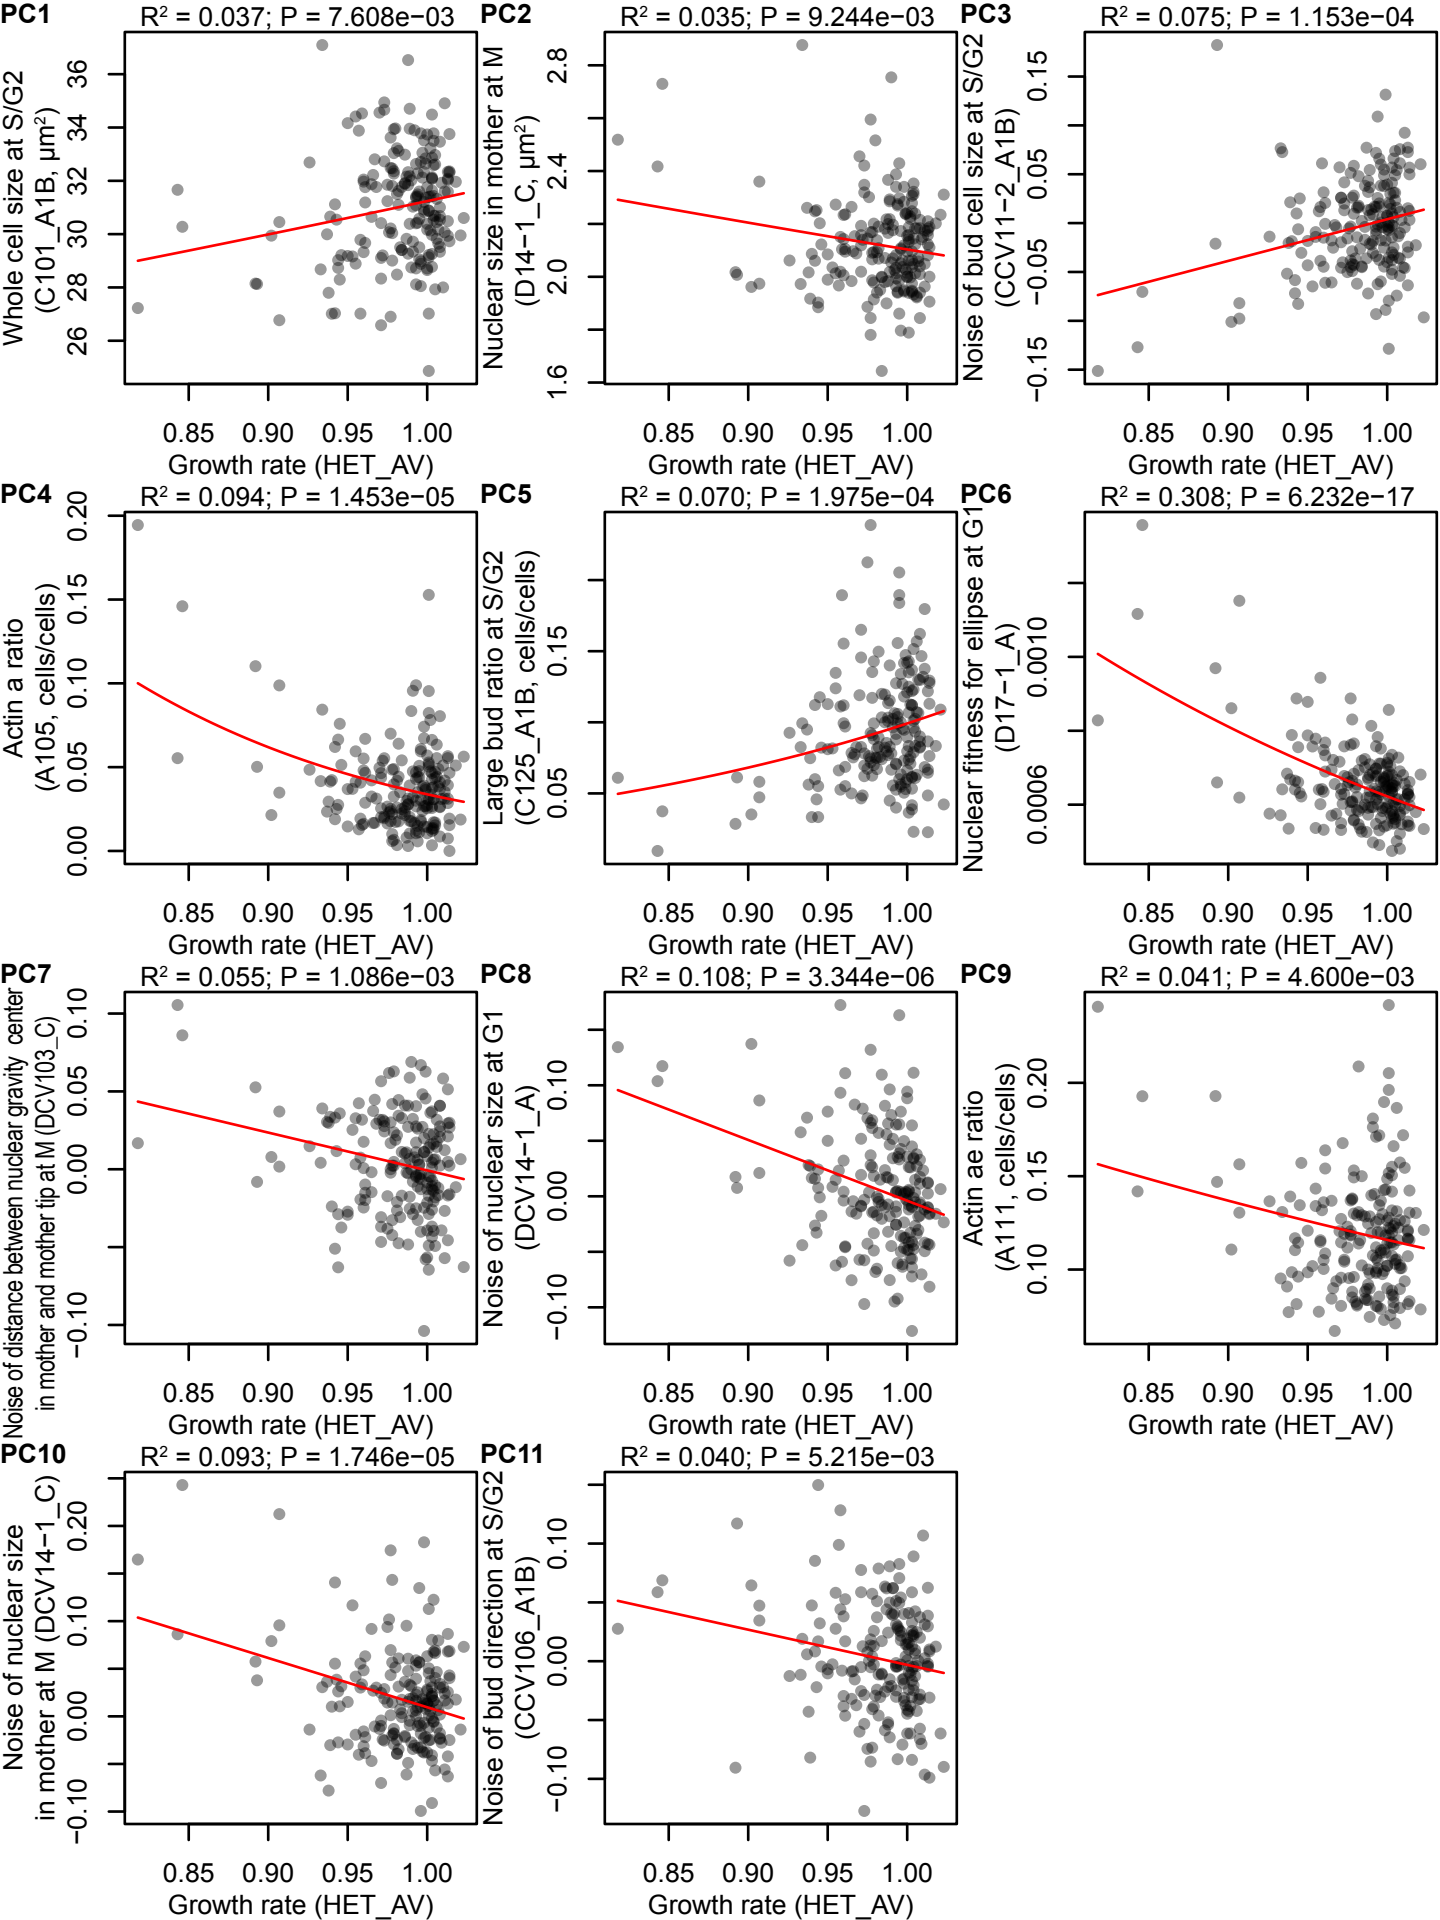 PC1
R² = 0.037; P = 7.608e−03
Whole cell size at S/G2
(C101_A1B, μm²)
36
34
32
30
28
26
0.85 0.90 0.95 1.00
Growth rate (HET_AV)
PC2
R² = 0.035; P = 9.244e−03
Nuclear size in mother at M
(D14−1_C, μm²)
2.8
2.4
2.0
1.6
0.85 0.90 0.95 1.00
Growth rate (HET_AV)
PC3
R² = 0.075; P = 1.153e−04
Noise of bud cell size at S/G2
(CCV11−2_A1B)
0.15
0.05
−0.05
−0.15
0.85 0.90 0.95 1.00
Growth rate (HET_AV)
PC4
R² = 0.094; P = 1.453e−05
Actin a ratio
(A105, cells/cells)
0.20
0.15
0.10
0.05
0.00
0.85 0.90 0.95 1.00
Growth rate (HET_AV)
PC5
R² = 0.070; P = 1.975e−04
Large bud ratio at S/G2
(C125_A1B, cells/cells)
0.15
0.05
0.85 0.90 0.95 1.00
Growth rate (HET_AV)
PC6
R² = 0.308; P = 6.232e−17
Nuclear fitness for ellipse at G1
(D17−1_A)
0.0010
0.0006
0.85 0.90 0.95 1.00
Growth rate (HET_AV)
PC7
R² = 0.055; P = 1.086e−03
Noise of distance between nuclear gravity center
in mother and mother tip at M (DCV103_C)
0.10
0.05
0.00
−0.10
0.85 0.90 0.95 1.00
Growth rate (HET_AV)
PC8
R² = 0.108; P = 3.344e−06
Noise of nuclear size at G1
(DCV14−1_A)
0.10
0.00
−0.10
0.85 0.90 0.95 1.00
Growth rate (HET_AV)
PC9
R² = 0.041; P = 4.600e−03
Actin ae ratio
(A111, cells/cells)
0.20
0.15
0.10
0.85 0.90 0.95 1.00
Growth rate (HET_AV)
PC10
R² = 0.093; P = 1.746e−05
Noise of nuclear size
in mother at M (DCV14−1_C)
0.20
0.10
0.00
−0.10
0.85 0.90 0.95 1.00
Growth rate (HET_AV)
PC11
R² = 0.040; P = 5.215e−03
Noise of bud direction at S/G2
(CCV106_A1B)
0.10
0.00
−0.10
0.85 0.90 0.95 1.00
Growth rate (HET_AV)